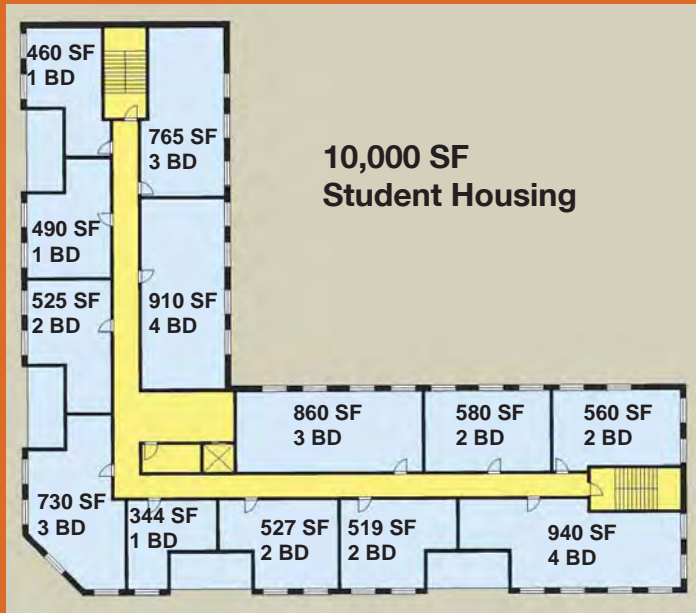 460 SF
1 BD
765 SF
3 BD
10,000 SF
Student Housing
490 SF
1 BD
525 SF
2 BD
910 SF
4 BD
860 SF
3 BD
580 SF
2 BD
560 SF
2 BD
730 SF
3 BD
344 SF
1 BD
527 SF
2 BD
519 SF
2 BD
940 SF
4 BD